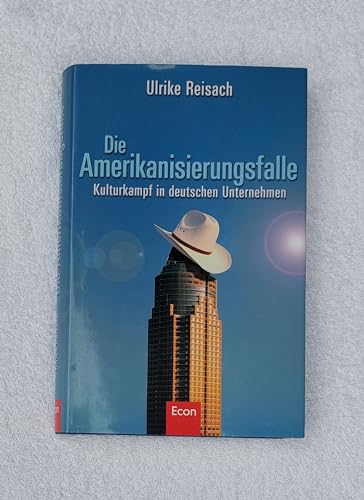 Ulrike Reisach
Die
Amerikanisierungsfalle
Kulturkampf in deutschen Unternehmen
Econ